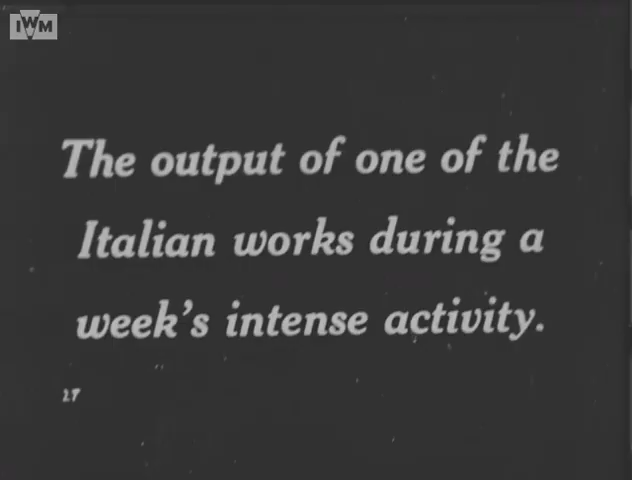 IWM
The output of one of the
Italian works during a
week's intense activity.
27